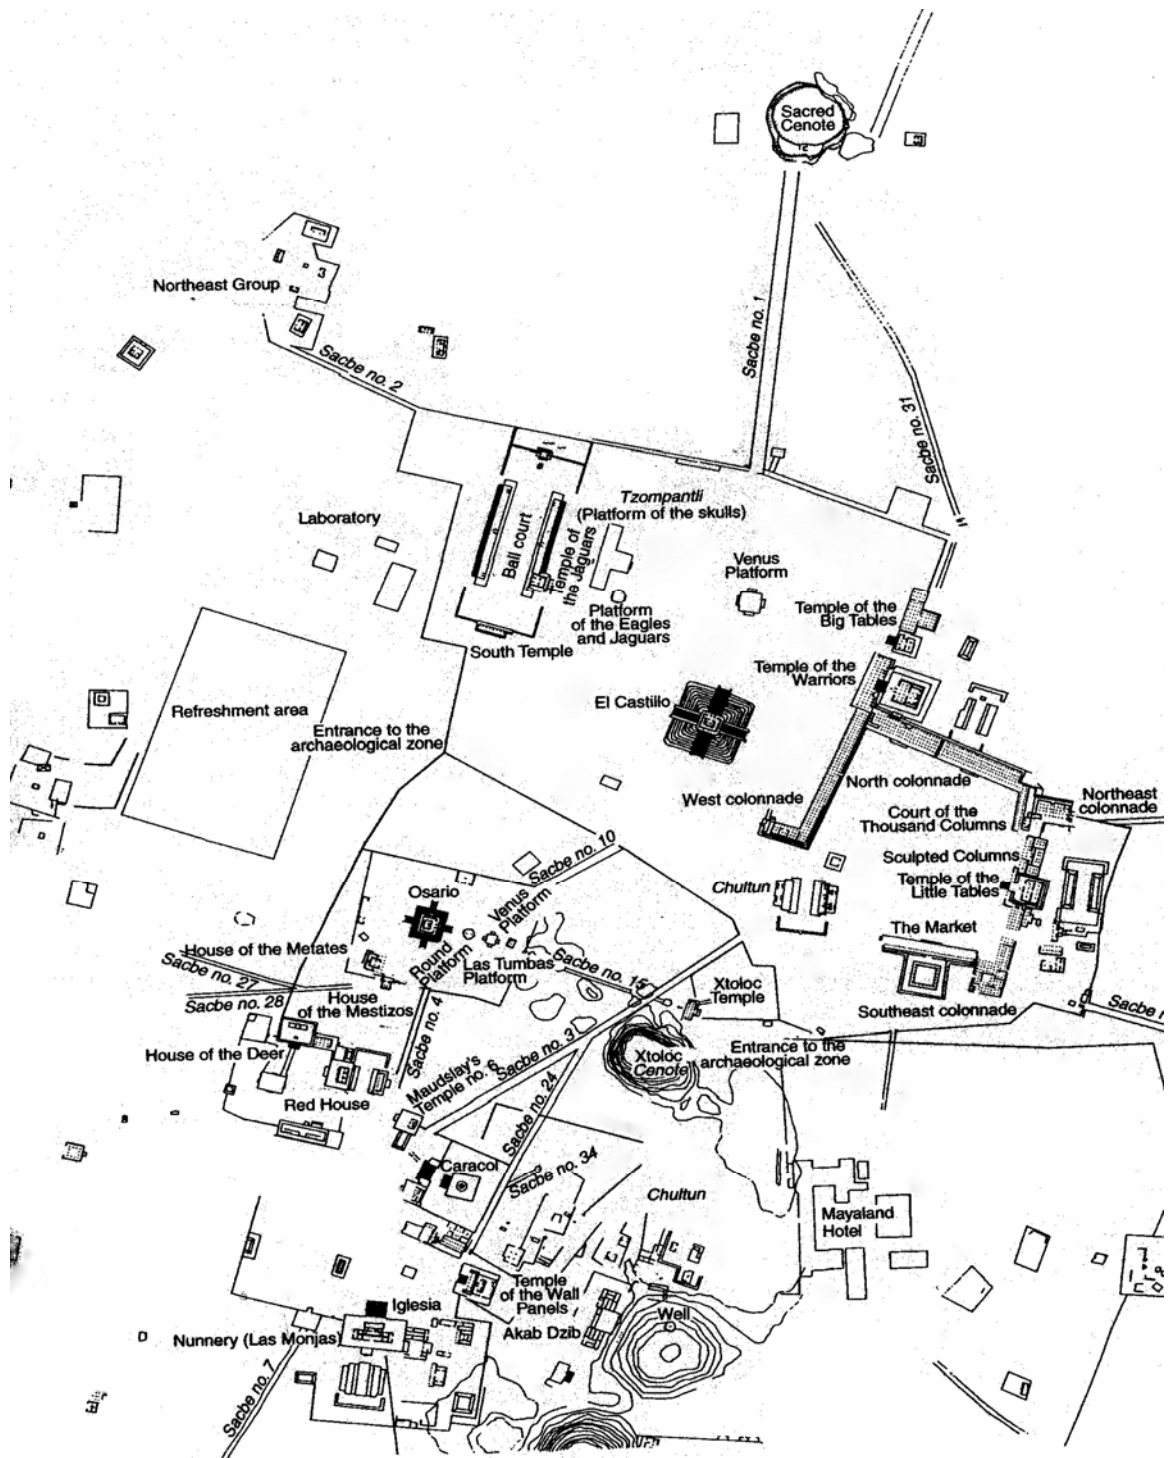 Sacred
Cenote
Northeast Group
3
Sacbe no. 2
Sacbe no. 1
Sacbe no. 31
Tzompantli
(Platform of the skulls)
Laboratory
Ball court
Temple of
the Jaguars
Venus
Platform
Platform
of the Eagles
and Jaguars
Temple of the
Big Tables
South Temple
Temple of the
Warriors
El Castillo
Refreshment area
Entrance to the
archaeological zone
North colonnade
West colonnade
Northeast
colonnade
Court of the
Thousand Columns
Sacbe no. 10
Sculpted Columns
Temple of the
Little Tables
Chultun
Osario
Venus
Platform
The Market
House of the Metates
Round
Platform
Las Tumbas
Platform
Sacbe no. 15
Sacbe no. 27
Sacbe no. 28
House
of the Mestizos
Sacbe no. 4
Xtoloc
Temple
Southeast colonnade
Sacbe n
House of the Deer
Maudslay's
Temple no. 6
Sacbe no. 3
Xtoloc
Cenote
Entrance to the
archaeological zone
Sacbe no. 24
Red House
Caracol
Sacbe no. 34
Chultun
Mayaland
Hotel
Temple
of the Wall
Panels
Iglesia
Well
Akab Dzib
Nunnery (Las Monjas)
Sacbe no. 7